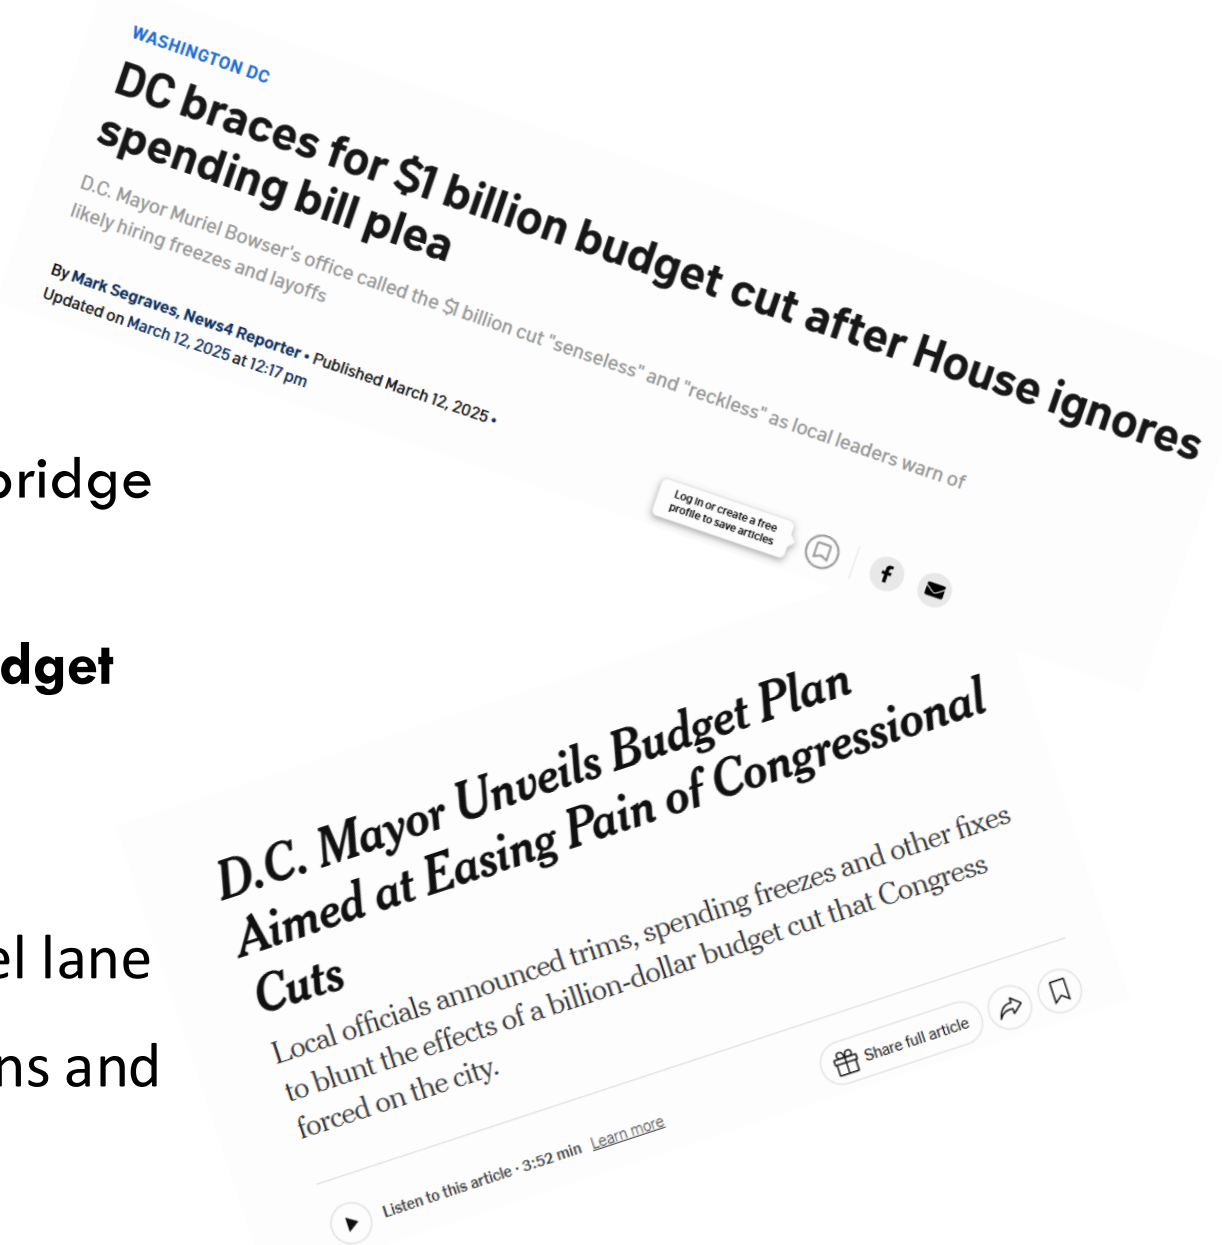 WASHINGTON DC
DC braces for $1 billion budget cut after House ignores
spending bill plea
D.C. Mayor Muriel Bowser's office called the $1 billion cut "senseless" and "reckless" as local leaders warn of
likely hiring freezes and layoffs
By Mark Segraves, News4 Reporter • Published March 12, 2025 •
Updated on March 12, 2025 at 12:17 pm
Log in or create a free
profile to save articles
dget
el lane
ns and
D.C. Mayor Unveils Budget Plan
Aimed at Easing Pain of Congressional
Cuts
Local officials announced trims, spending freezes and other fixes
to blunt the effects of a billion-dollar budget cut that Congress
forced on the city.
Share full article
Listen to this article · 3:52 min Learn more